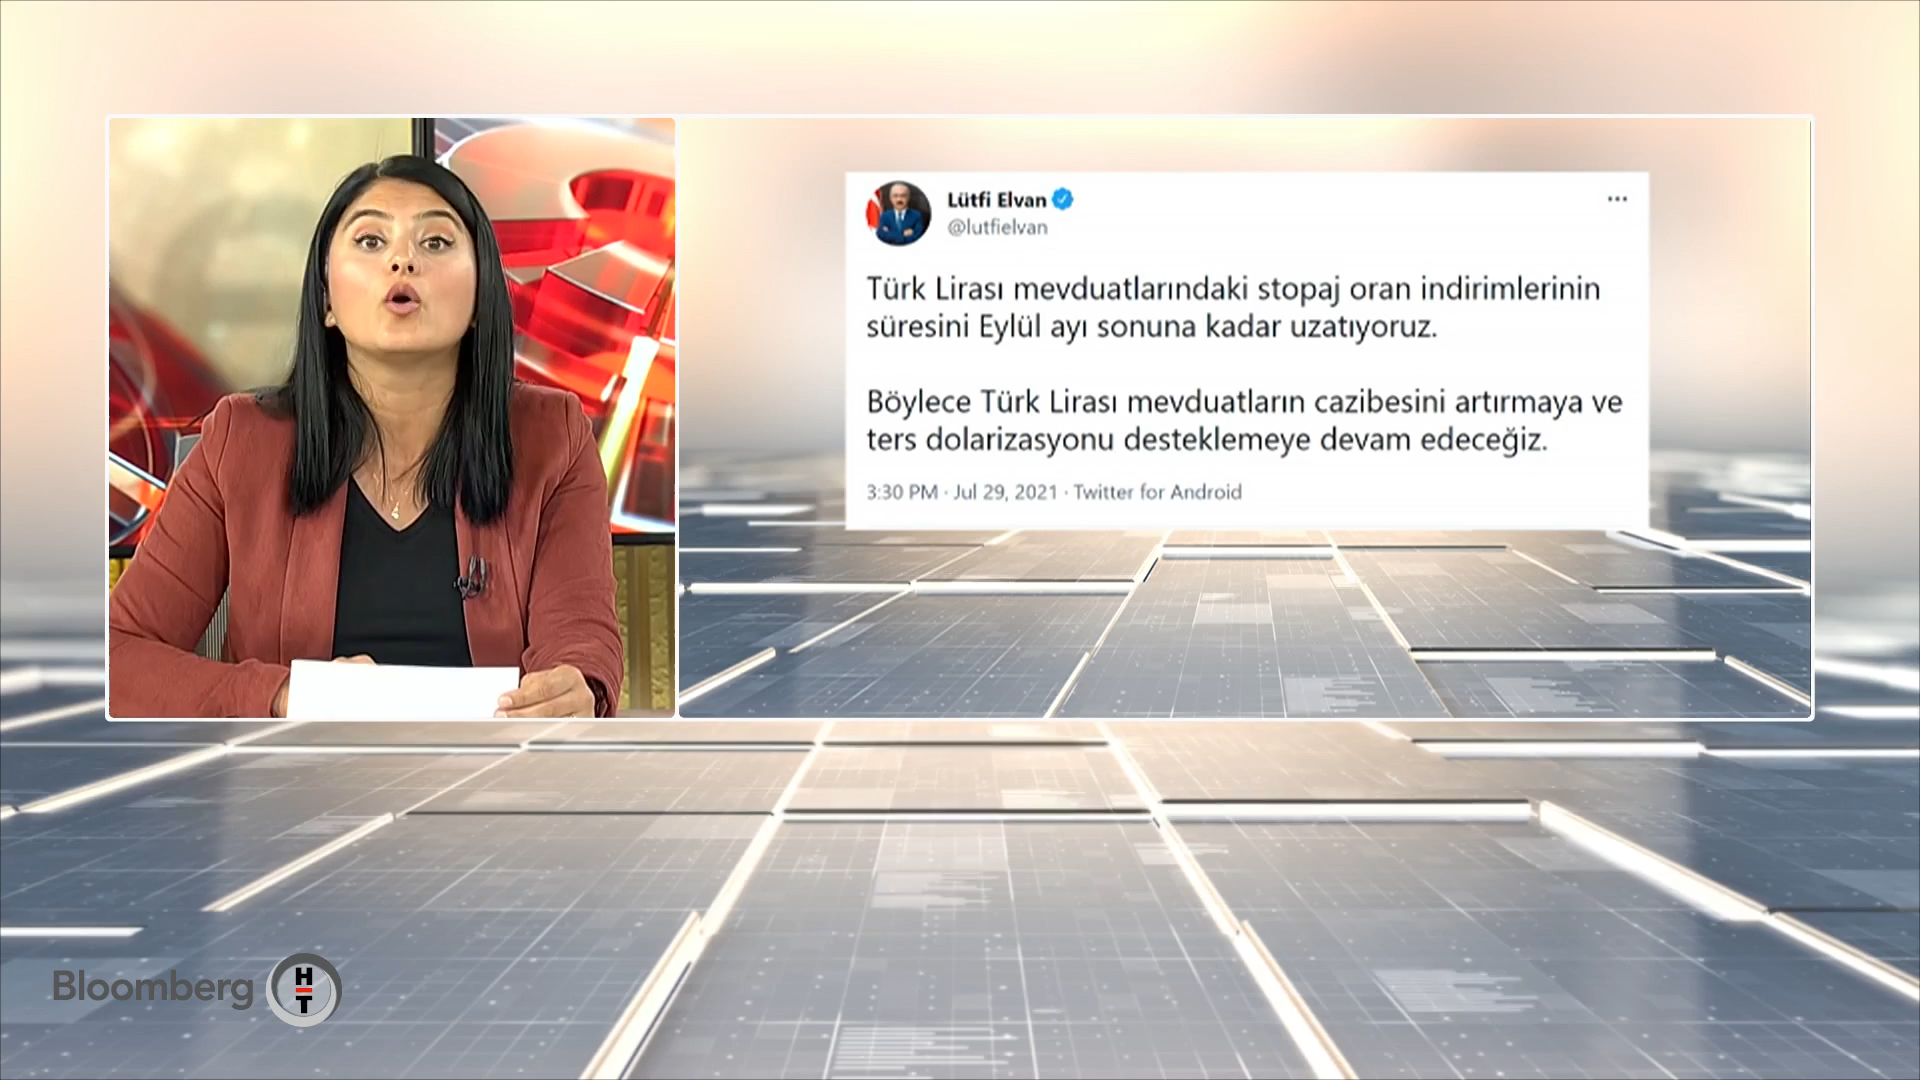 Lütfi Elvan
@lutfielvan
Türk Lirası mevduatlarındaki stopaj oran indirimlerinin
süresini Eylül ayı sonuna kadar uzatıyoruz.
Böylece Türk Lirası mevduatların cazibesini artırmaya ve
ters dolarizasyonu desteklemeye devam edeceğiz.
3:30 PM · Jul 29, 2021 · Twitter for Android
Bloomberg HT